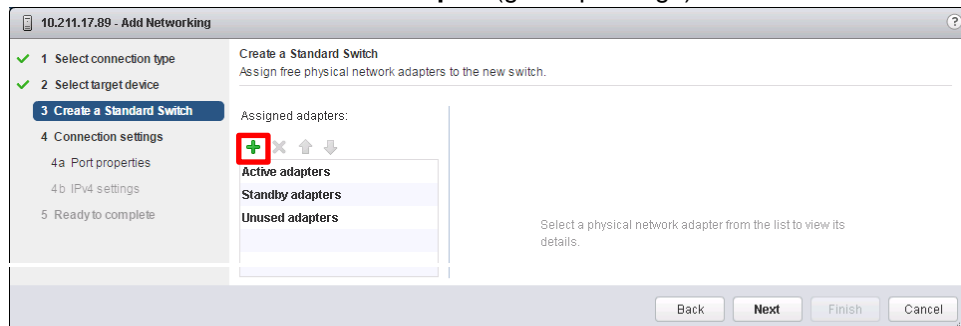 10.211.17.89 - Add Networking
?
1 Select connection type
2 Select target device
3 Create a Standard Switch
4 Connection settings
4a Port properties
4b IPv4 settings
5 Ready to complete
Create a Standard Switch
Assign free physical network adapters to the new switch.
Assigned adapters:
Active adapters
Standby adapters
Unused adapters
Select a physical network adapter from the list to view its
details.
Back Next Finish Cancel